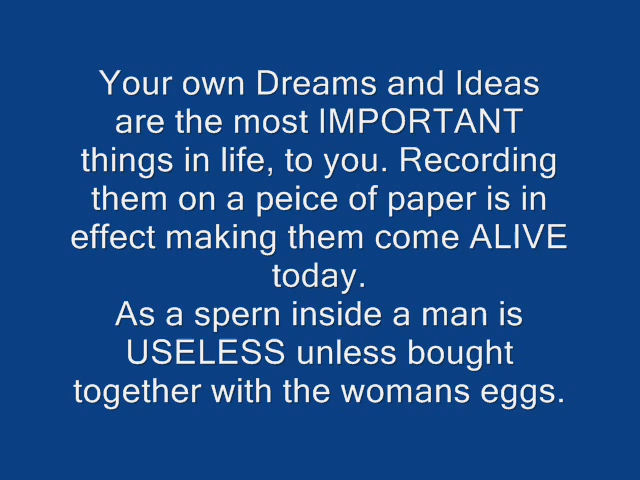 Your own Dreams and Ideas
are the most IMPORTANT
things in life, to you. Recording
them on a peice of paper is in
effect making them come ALIVE
today.
As a spern inside a man is
USELESS unless bought
together with the womans eggs.